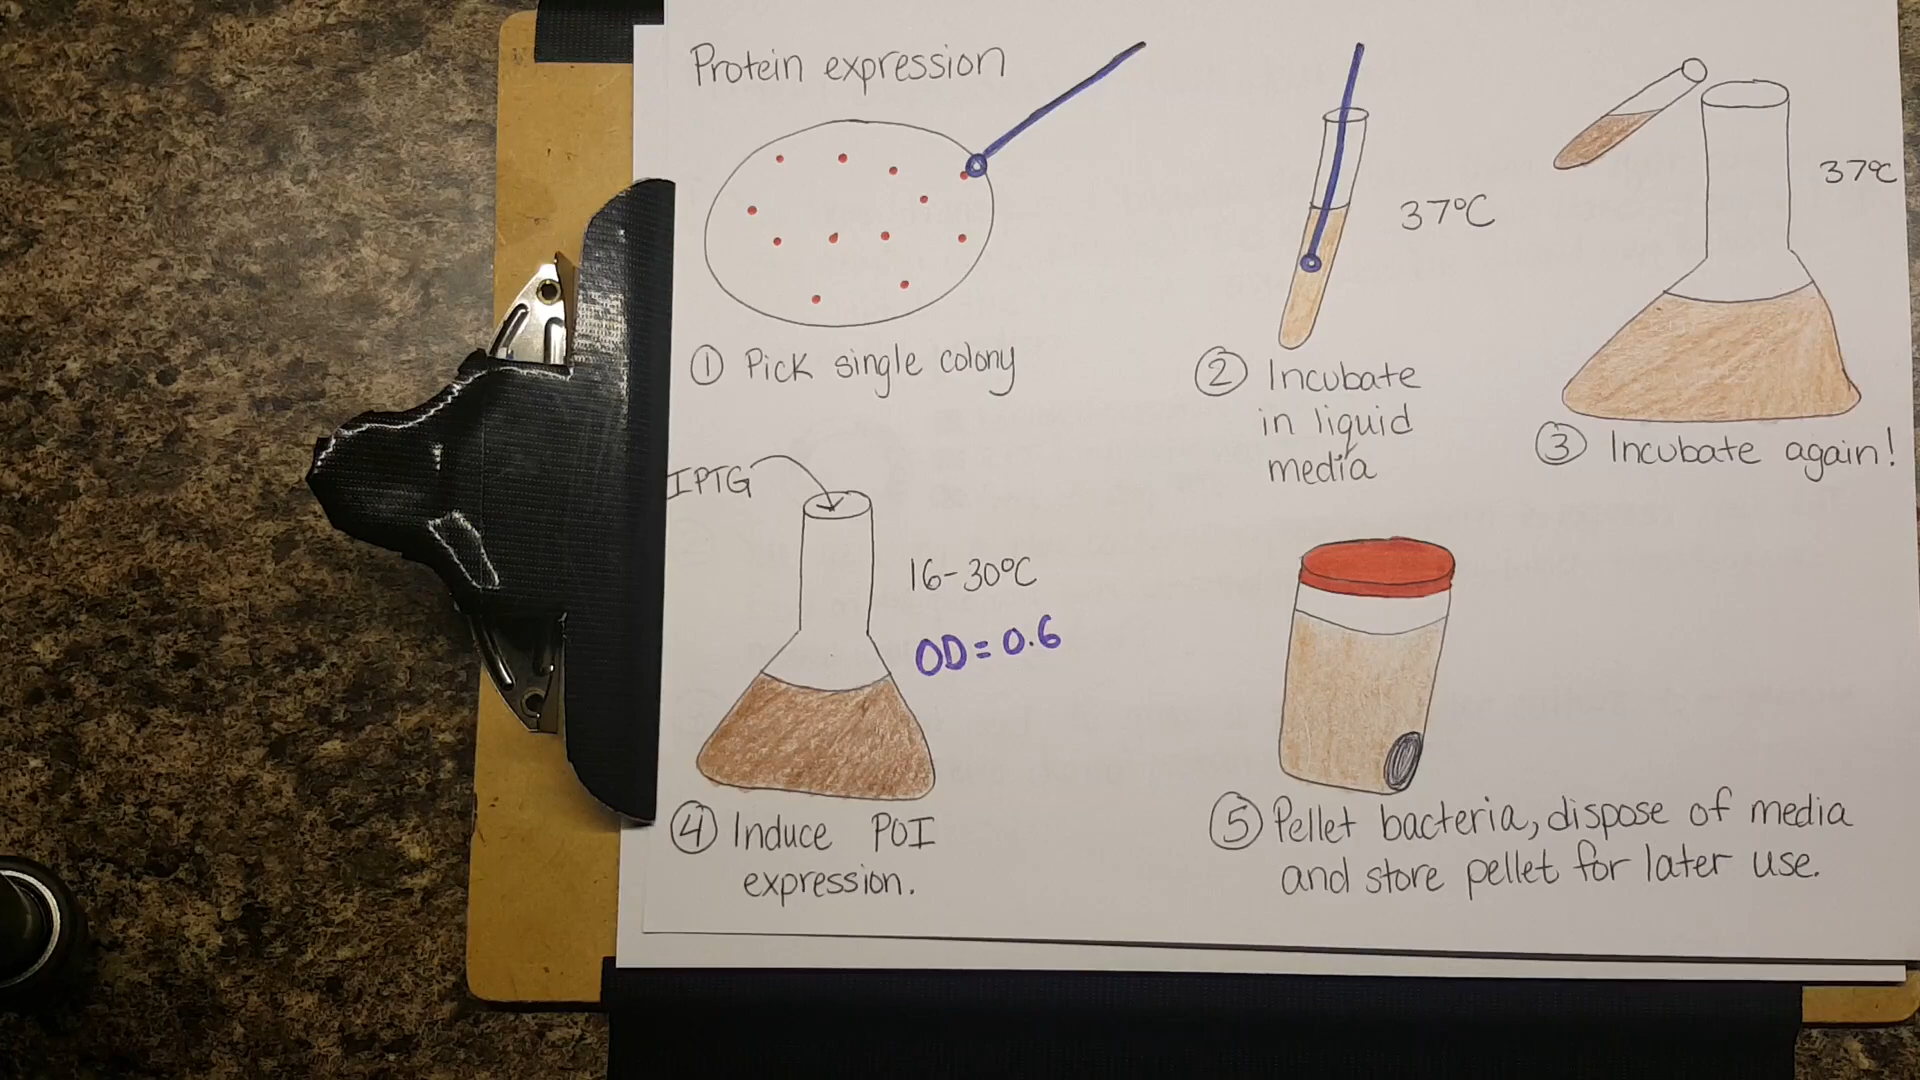 Protein expression
① Pick single colony
37°C
② Incubate
in liquid
media
37°C
③ Incubate again!
IPTG
16-30°C
OD = 0.6
④ Induce POI
expression.
⑤ Pellet bacteria, dispose of media
and store pellet for later use.